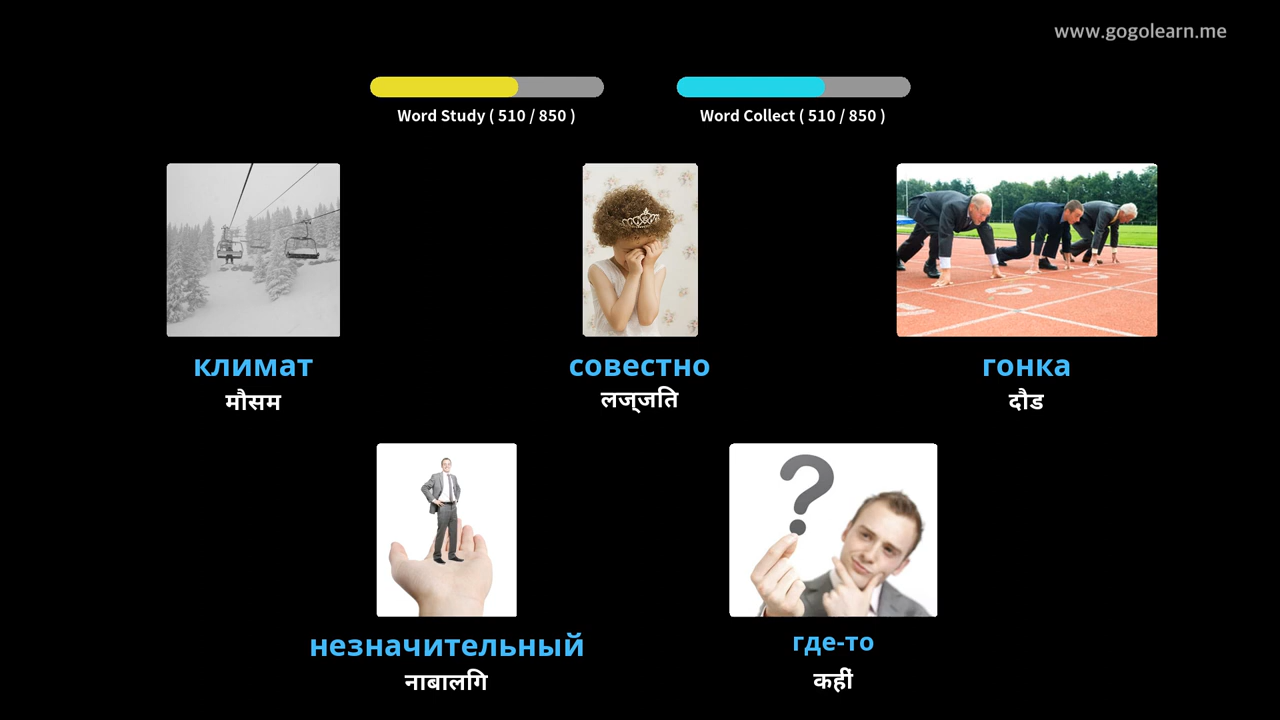 www.gogolearn.me
Word Study ( 510 / 850 )
Word Collect ( 510 / 850 )
климат
मौसम
совестно
लज्जति
гонка
दौड
незначительный
नाबालगि
где-то
कहीं